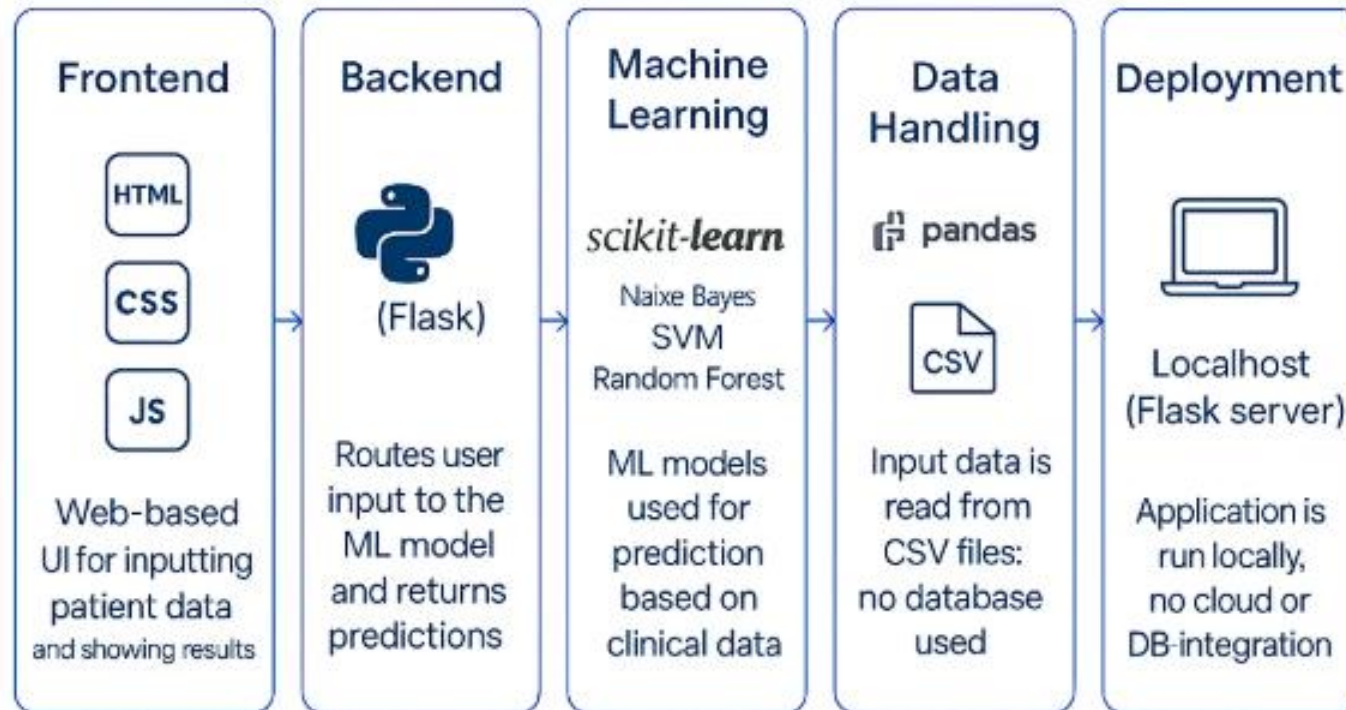 Frontend
HTML
CSS
JS
Web-based
UI for inputting
patient data
and showing results
Backend
(Flask)
Routes user
input to the
ML model
and returns
predictions
Machine
Learning
scikit-learn
Naixe Bayes
SVM
Random Forest
ML models
used for
prediction
based on
clinical data
Data
Handling
pandas
CSV
Input data is
read from
CSV files:
no database
used
Deployment
Localhost
(Flask server)
Application is
run locally,
no cloud or
DB-integration